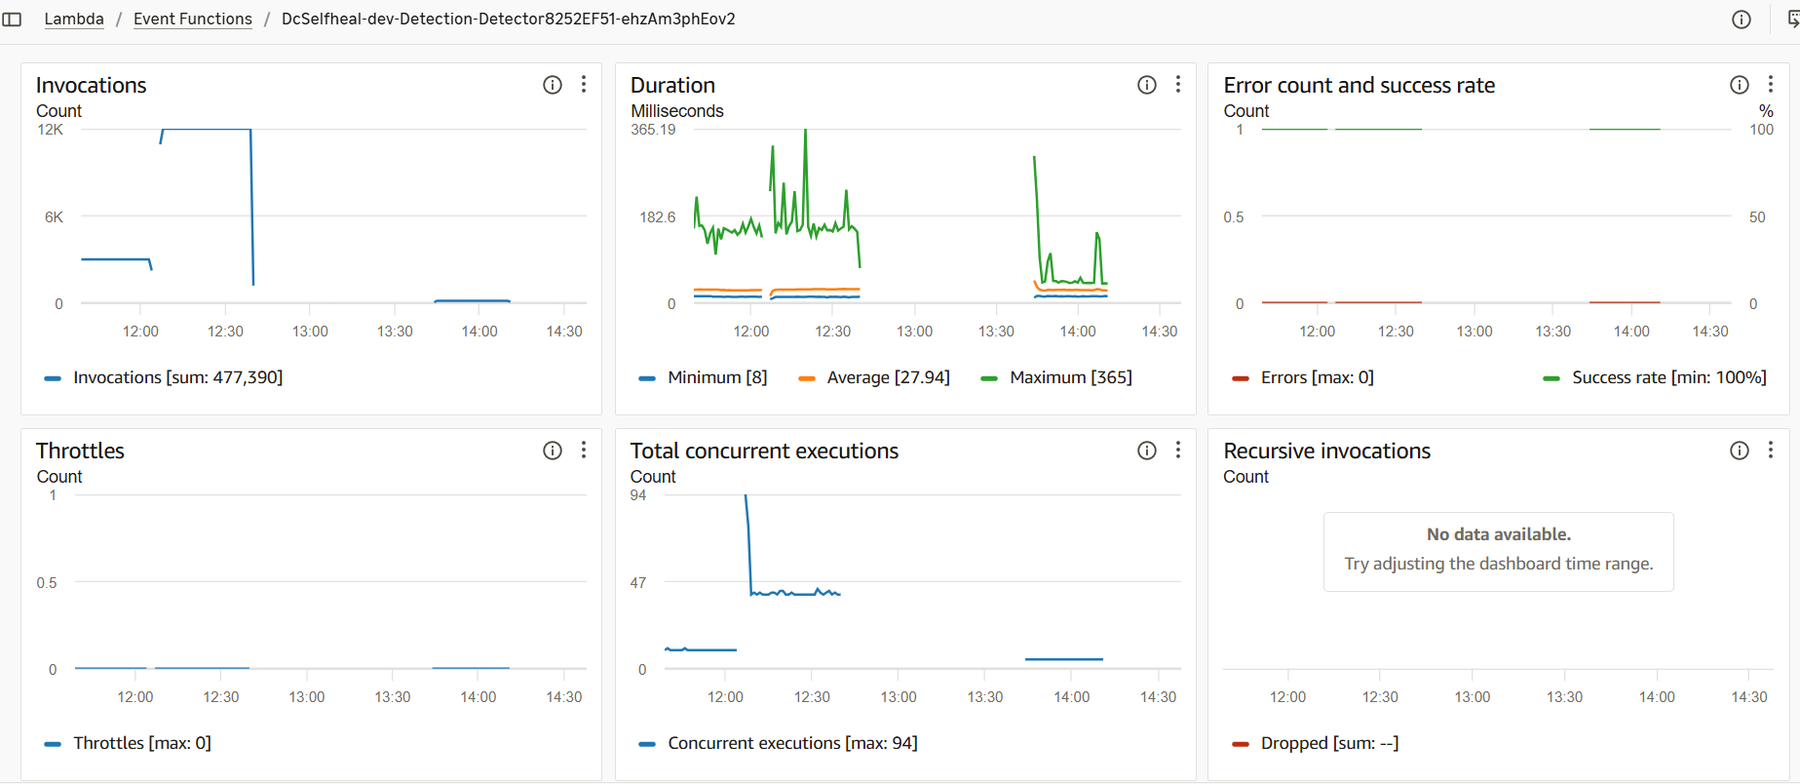 Lambda / Event Functions / DcSelfheal-dev-Detection-Detector8252EF51-ehzAm3phEov2
Invocations
Count
12K
6K
0
12:00 12:30 13:00 13:30 14:00 14:30
Invocations [sum: 477,390]
Duration
Milliseconds
365.19
182.6
0
12:00 12:30 13:00 13:30 14:00 14:30
Minimum [8] Average [27.94] Maximum [365]
Error count and success rate
Count %
1 100
0.5 50
0 0
12:00 12:30 13:00 13:30 14:00 14:30
Errors [max: 0] Success rate [min: 100%]
Throttles
Count
1
0.5
0
12:00 12:30 13:00 13:30 14:00 14:30
Throttles [max: 0]
Total concurrent executions
Count
94
47
0
12:00 12:30 13:00 13:30 14:00 14:30
Concurrent executions [max: 94]
Recursive invocations
Count
No data available.
Try adjusting the dashboard time range.
12:00 12:30 13:00 13:30 14:00 14:30
Dropped [sum: --]